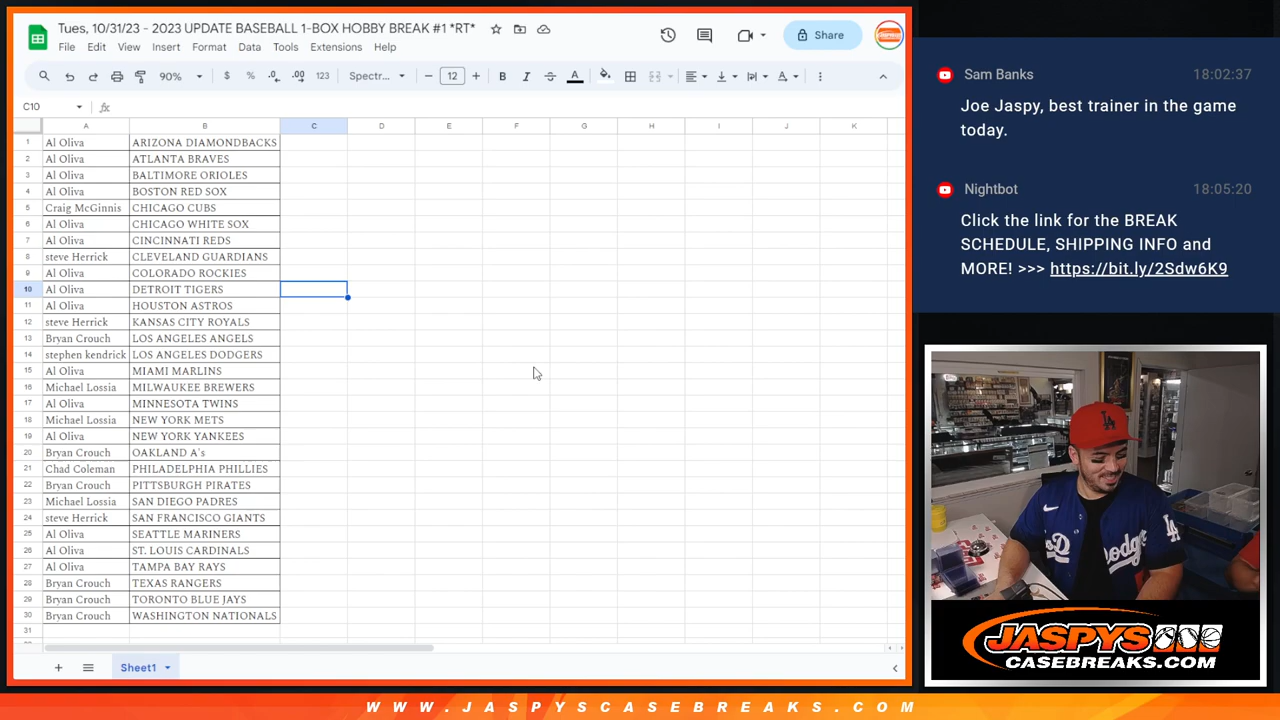 Tues, 10/31/23 - 2023 UPDATE BASEBALL 1-BOX HOBBY BREAK #1 *RT*
File Edit View Insert Format Data Tools Extensions Help
Share
90% $ % .0 .00 123 Spectr... 12 B I A
C10 fx
A B C D E F G H I J K
1 Al Oliva ARIZONA DIAMONDBACKS
2 Al Oliva ATLANTA BRAVES
3 Al Oliva BALTIMORE ORIOLES
4 Al Oliva BOSTON RED SOX
5 Craig McGinnis CHICAGO CUBS
6 Al Oliva CHICAGO WHITE SOX
7 Al Oliva CINCINNATI REDS
8 steve Herrick CLEVELAND GUARDIANS
9 Al Oliva COLORADO ROCKIES
10 Al Oliva DETROIT TIGERS
11 Al Oliva HOUSTON ASTROS
12 steve Herrick KANSAS CITY ROYALS
13 Bryan Crouch LOS ANGELES ANGELS
14 stephen kendrick LOS ANGELES DODGERS
15 Al Oliva MIAMI MARLINS
16 Michael Lossia MILWAUKEE BREWERS
17 Al Oliva MINNESOTA TWINS
18 Michael Lossia NEW YORK METS
19 Al Oliva NEW YORK YANKEES
20 Bryan Crouch OAKLAND A's
21 Chad Coleman PHILADELPHIA PHILLIES
22 Bryan Crouch PITTSBURGH PIRATES
23 Michael Lossia SAN DIEGO PADRES
24 steve Herrick SAN FRANCISCO GIANTS
25 Al Oliva SEATTLE MARINERS
26 Al Oliva ST. LOUIS CARDINALS
27 Al Oliva TAMPA BAY RAYS
28 Bryan Crouch TEXAS RANGERS
29 Bryan Crouch TORONTO BLUE JAYS
30 Bryan Crouch WASHINGTON NATIONALS
31
Sheet1
Sam Banks 18:02:37
Joe Jaspy, best trainer in the game
today.
Nightbot 18:05:20
Click the link for the BREAK
SCHEDULE, SHIPPING INFO and
MORE! >>> https://bit.ly/2Sdw6K9
LA
Dodgers
LA
JASPYS
CASEBREAKS.COM
WWW.JASPYSCASEBREAKS.COM